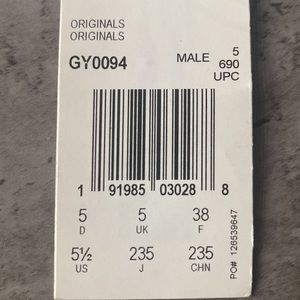 ORIGINALS
ORIGINALS
GY0094 MALE 5
690
UPC
1 91985 03028 8
5 5 38
D UK F
5½ 235 235
US J CHN
PO# 126539647